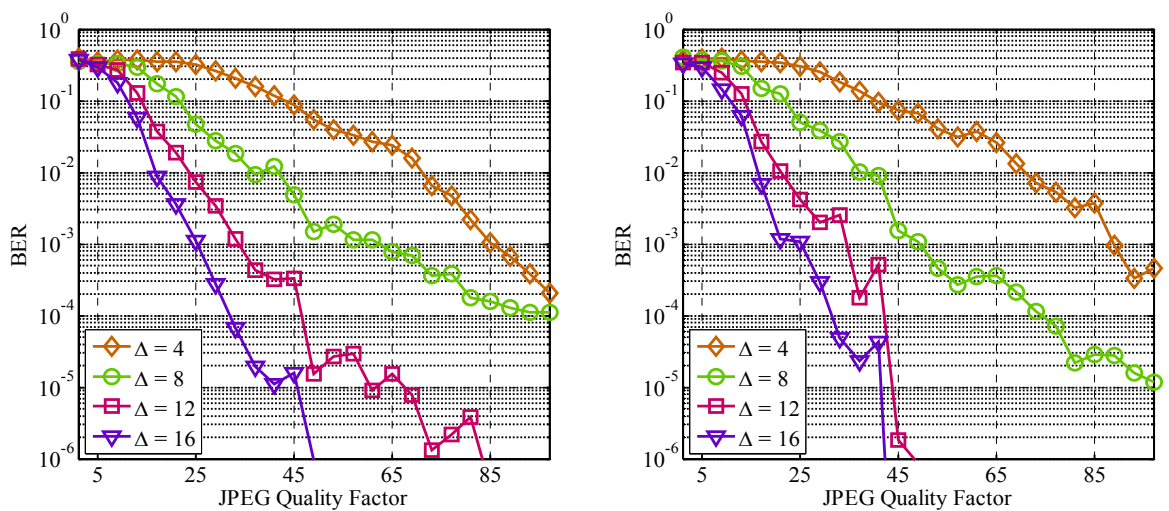 10^0
10^-1
10^-2
10^-3
10^-4
10^-5
10^-6
BER
5 25 45 65 85
JPEG Quality Factor
Δ = 4
Δ = 8
Δ = 12
Δ = 16
10^0
10^-1
10^-2
10^-3
10^-4
10^-5
10^-6
BER
5 25 45 65 85
JPEG Quality Factor
Δ = 4
Δ = 8
Δ = 12
Δ = 16